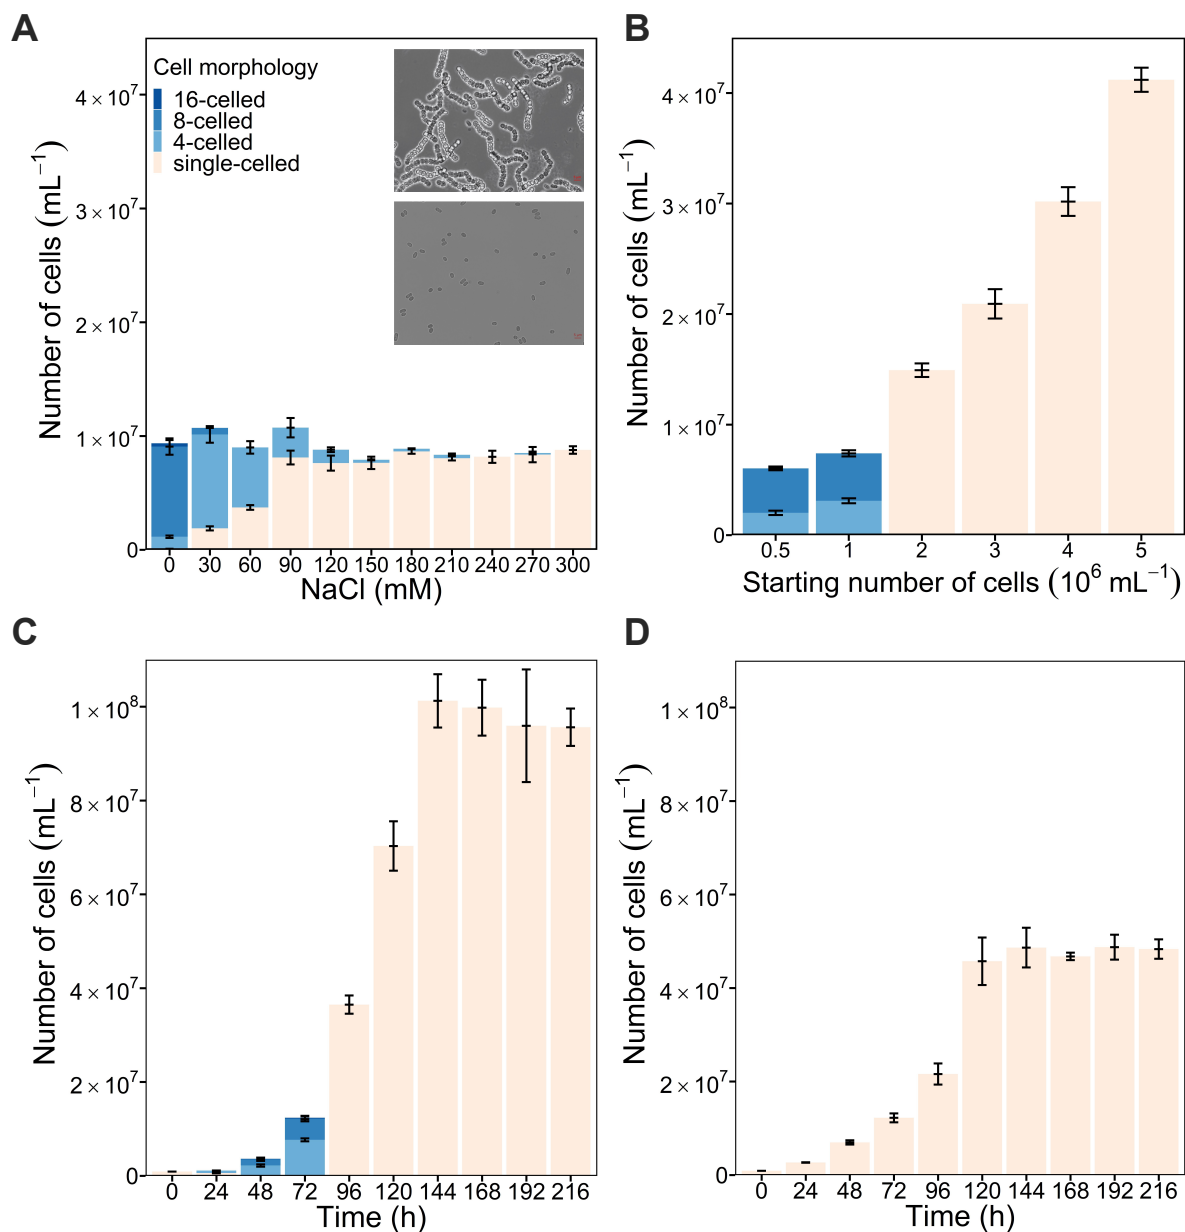 A
Cell morphology
16-celled
8-celled
4-celled
single-celled
Number of cells (mL⁻¹)
4 × 10⁷
3 × 10⁷
2 × 10⁷
1 × 10⁷
0
0 30 60 90 120 150 180 210 240 270 300
NaCl (mM)
B
Number of cells (mL⁻¹)
4 × 10⁷
3 × 10⁷
2 × 10⁷
1 × 10⁷
0
0.5 1 2 3 4 5
Starting number of cells (10⁶ mL⁻¹)
C
Number of cells (mL⁻¹)
1 × 10⁸
8 × 10⁷
6 × 10⁷
4 × 10⁷
2 × 10⁷
0
0 24 48 72 96 120 144 168 192 216
Time (h)
D
Number of cells (mL⁻¹)
1 × 10⁸
8 × 10⁷
6 × 10⁷
4 × 10⁷
2 × 10⁷
0
0 24 48 72 96 120 144 168 192 216
Time (h)